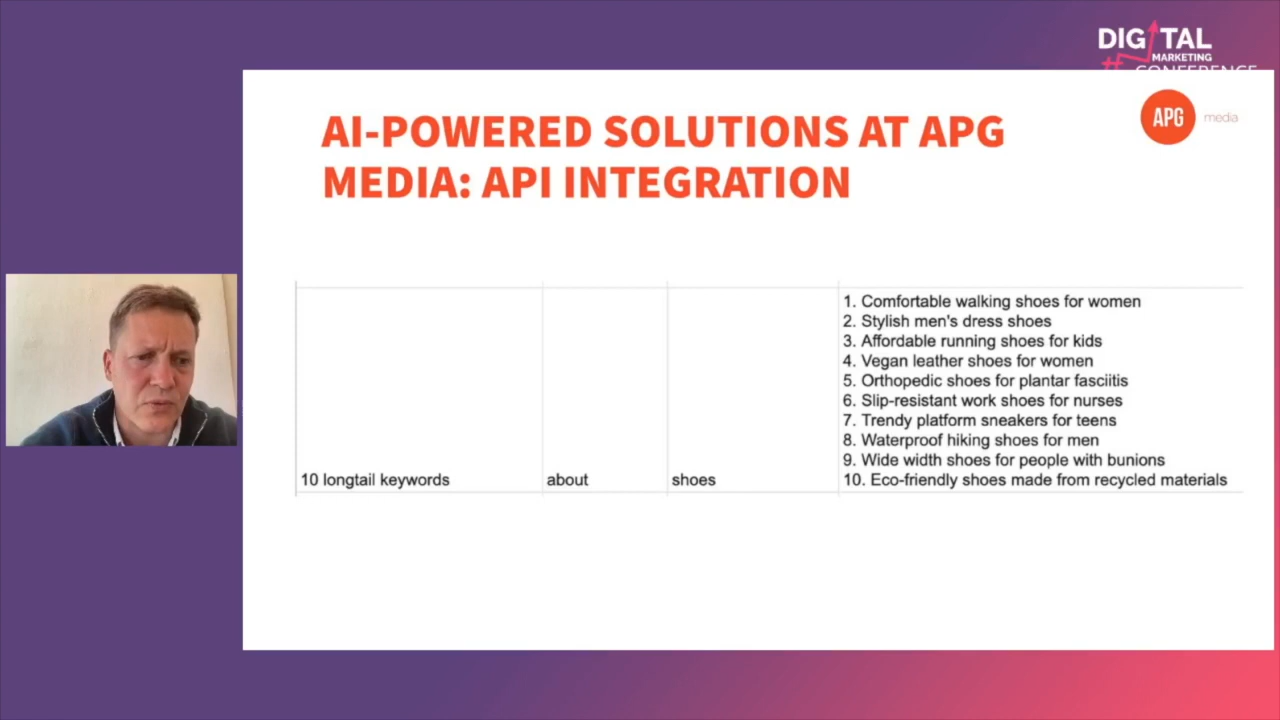 DIGITAL
MARKETING
#CONFERENCE
AI-POWERED SOLUTIONS AT APG
MEDIA: API INTEGRATION
APG media
1. Comfortable walking shoes for women
2. Stylish men's dress shoes
3. Affordable running shoes for kids
4. Vegan leather shoes for women
5. Orthopedic shoes for plantar fasciitis
6. Slip-resistant work shoes for nurses
7. Trendy platform sneakers for teens
8. Waterproof hiking shoes for men
9. Wide width shoes for people with bunions
10 longtail keywords about shoes 10. Eco-friendly shoes made from recycled materials